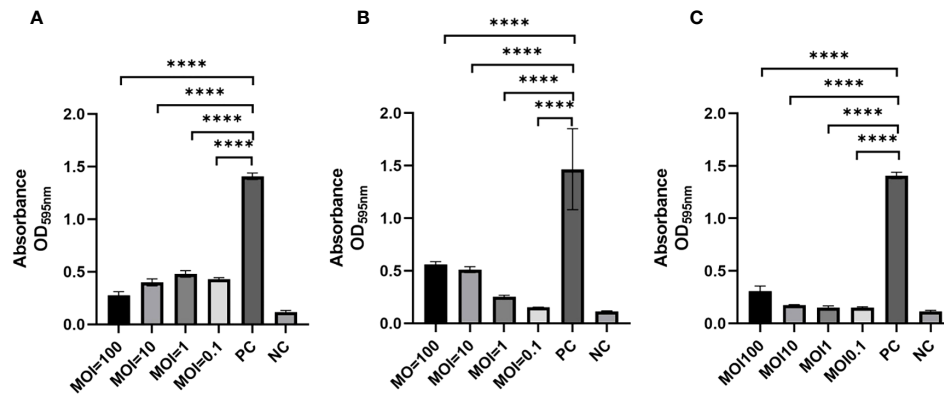 A
****
****
****
****
2.0
1.5
1.0
0.5
0.0
Absorbance
OD595nm
MOI=100
MOI=10
MOI=1
MOI=0.1
PC
NC
B
****
****
****
****
2.0
1.5
1.0
0.5
0.0
Absorbance
OD595nm
MO=100
MOI=10
MOI=1
MOI=0.1
PC
NC
C
****
****
****
****
2.0
1.5
1.0
0.5
0.0
Absorbance
OD595nm
MOI100
MOI10
MOI1
MOI0.1
PC
NC